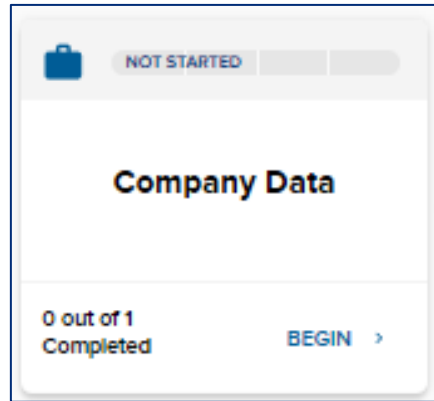 NOT STARTED
Company Data
0 out of 1
Completed
BEGIN >